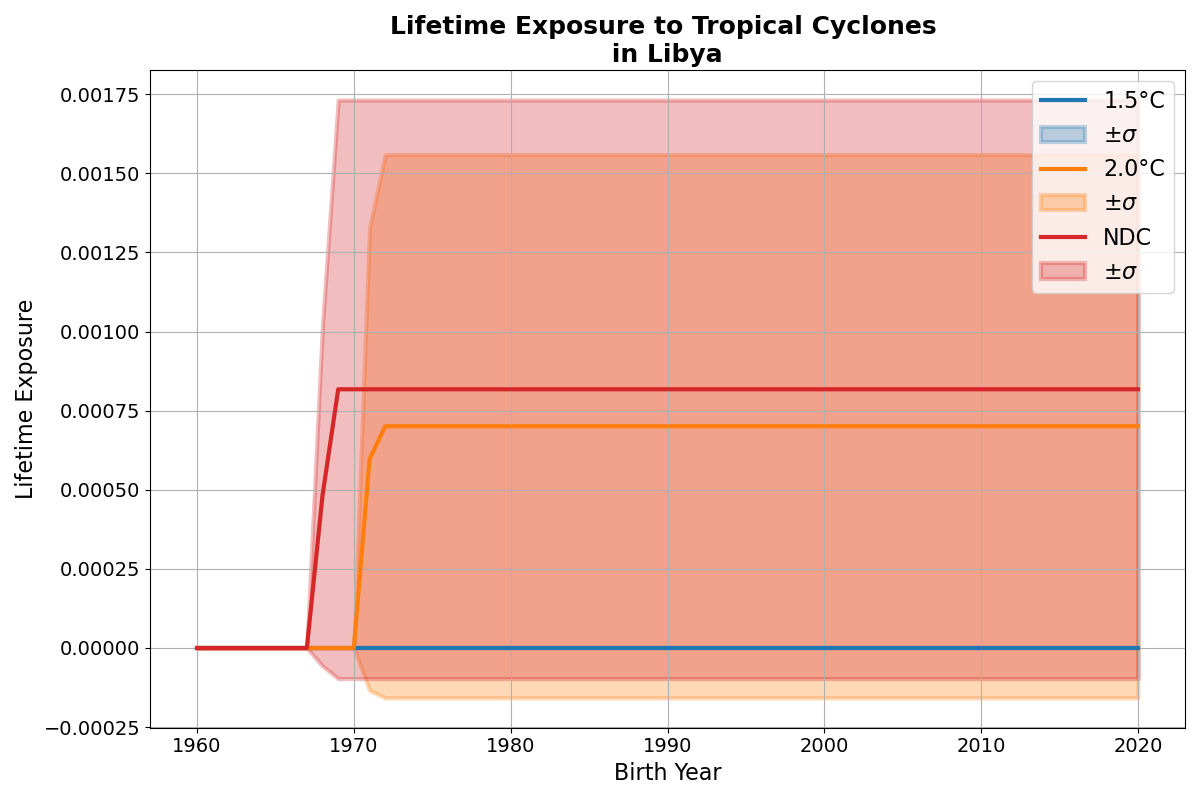 Lifetime Exposure to Tropical Cyclones
in Libya
0.00175
0.00150
0.00125
0.00100
0.00075
0.00050
0.00025
0.00000
−0.00025
Lifetime Exposure
1.5°C
±σ
2.0°C
±σ
NDC
±σ
1960 1970 1980 1990 2000 2010 2020
Birth Year